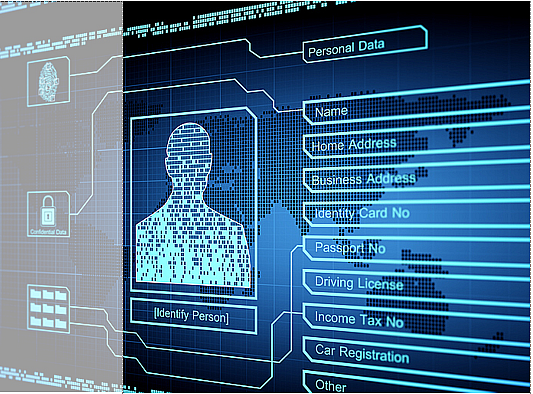 Personal Data
Name
Home Address
Business Address
Identity Card No
Passport No
Driving License
Income Tax No
Car Registration
Other
[Identify Person]
Confidential Data